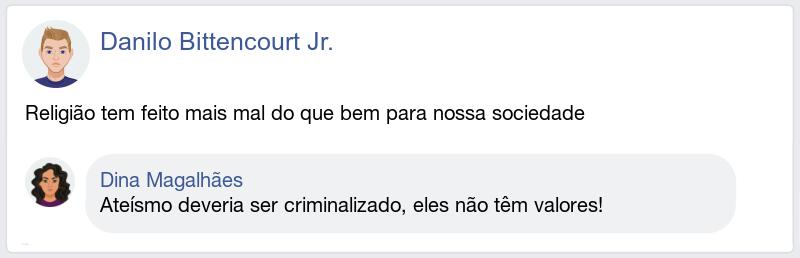 Danilo Bittencourt Jr.
Religião tem feito mais mal do que bem para nossa sociedade
Dina Magalhães
Ateísmo deveria ser criminalizado, eles não têm valores!